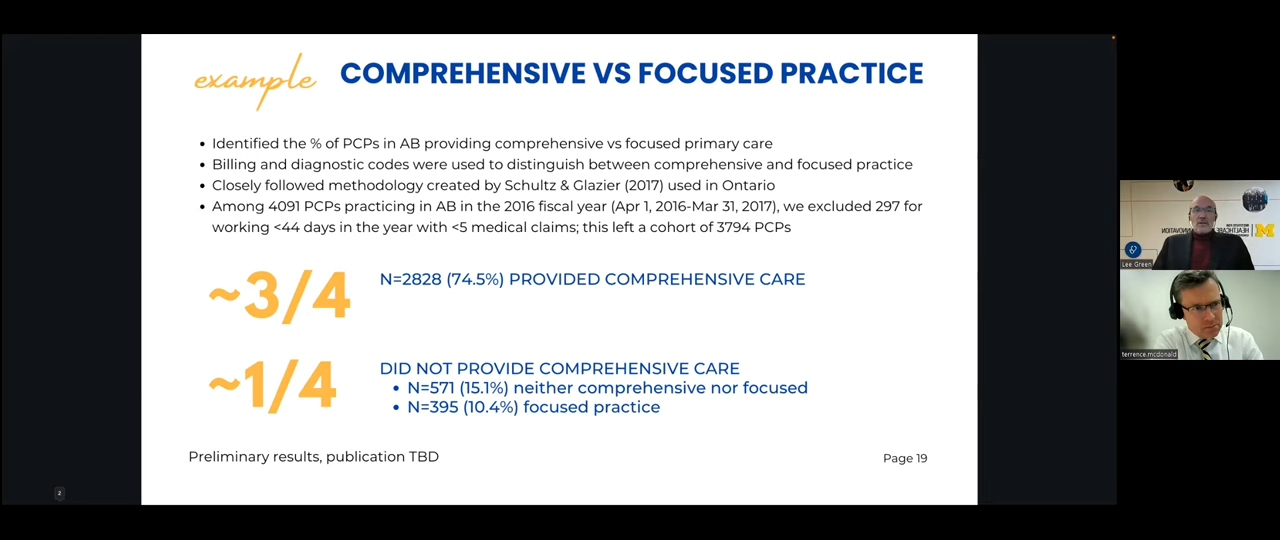 example COMPREHENSIVE VS FOCUSED PRACTICE
• Identified the % of PCPs in AB providing comprehensive vs focused primary care
• Billing and diagnostic codes were used to distinguish between comprehensive and focused practice
• Closely followed methodology created by Schultz & Glazier (2017) used in Ontario
• Among 4091 PCPs practicing in AB in the 2016 fiscal year (Apr 1, 2016-Mar 31, 2017), we excluded 297 for
working <44 days in the year with <5 medical claims; this left a cohort of 3794 PCPs
~3/4
N=2828 (74.5%) PROVIDED COMPREHENSIVE CARE
~1/4
DID NOT PROVIDE COMPREHENSIVE CARE
• N=571 (15.1%) neither comprehensive nor focused
• N=395 (10.4%) focused practice
Preliminary results, publication TBD
Page 19
2
M
Lee Green
terrence.mcdonald